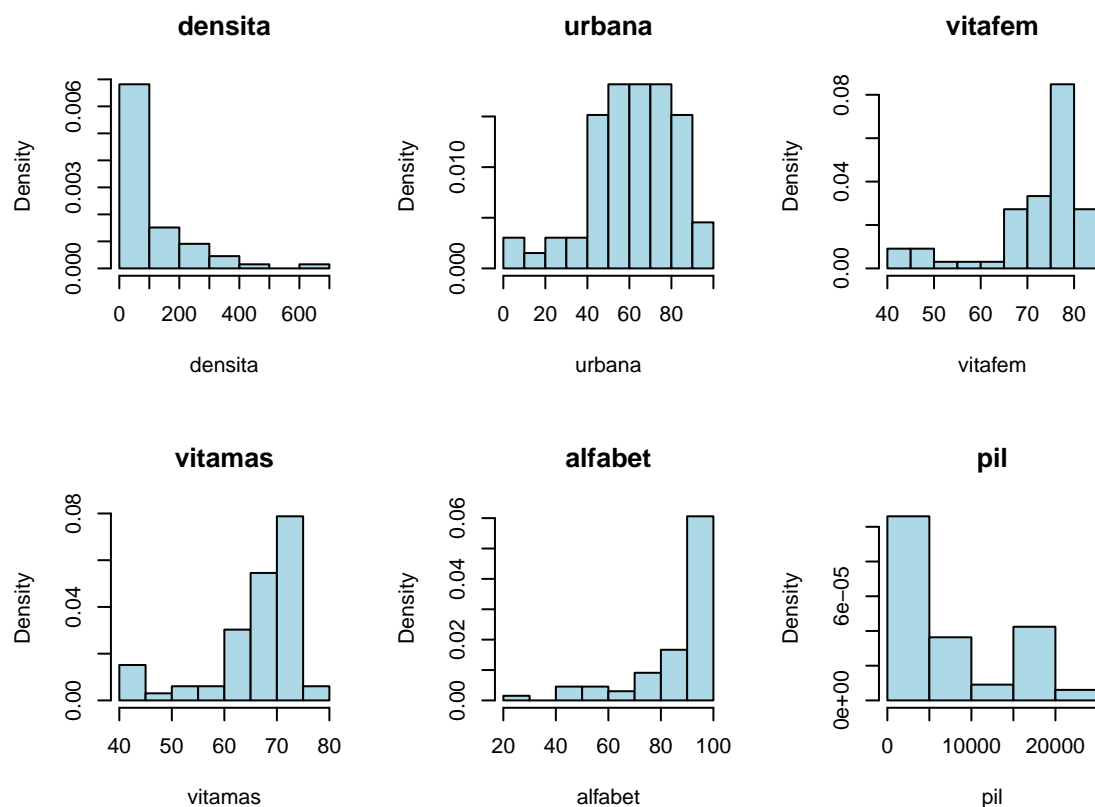 densita
Density
0.000 0.003 0.006
0 200 400 600
densita
urbana
Density
0.000 0.010
0 20 40 60 80
urbana
vitafem
Density
0.00 0.04 0.08
40 50 60 70 80
vitafem
vitamas
Density
0.00 0.04 0.08
40 50 60 70 80
vitamas
alfabet
Density
0.00 0.02 0.04 0.06
20 40 60 80 100
alfabet
pil
Density
0e+00 6e−05
0 10000 20000
pil